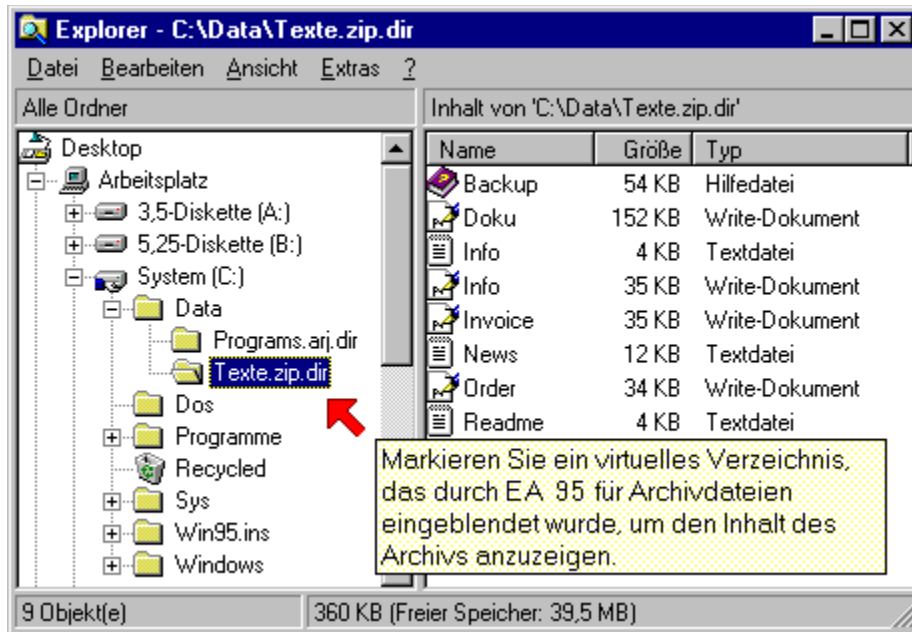 Explorer - C:\Data\Texte.zip.dir
Datei Bearbeiten Ansicht Extras ?
Alle Ordner
Inhalt von 'C:\Data\Texte.zip.dir'
Desktop
Arbeitsplatz
3,5-Diskette (A:)
5,25-Diskette (B:)
System (C:)
Data
Programs.arj.dir
Texte.zip.dir
Dos
Programme
Recycled
Sys
Win95.ins
Windows
Name Größe Typ
Backup 54 KB Hilfedatei
Doku 152 KB Write-Dokument
Info 4 KB Textdatei
Info 35 KB Write-Dokument
Invoice 35 KB Write-Dokument
News 12 KB Textdatei
Order 34 KB Write-Dokument
Readme 4 KB Textdatei
Markieren Sie ein virtuelles Verzeichnis,
das durch EA 95 für Archivdateien
eingeblendet wurde, um den Inhalt des
Archivs anzuzeigen.
9 Objekt(e)
360 KB (Freier Speicher: 39,5 MB)